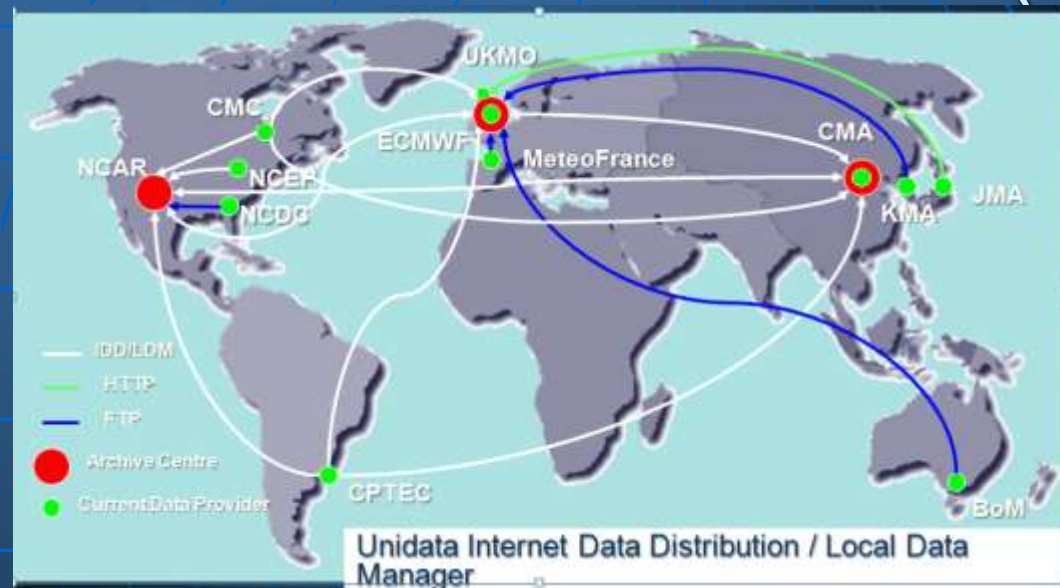 UKMO
CMC
CMA
ECMWF
MeteoFrance
NCAR
NCEP
NCDC
KMA
JMA
IDD/LDM
HTTP
FTP
Archive Centre
Current Data Provider
CPTEC
BoM
Unidata Internet Data Distribution / Local Data
Manager